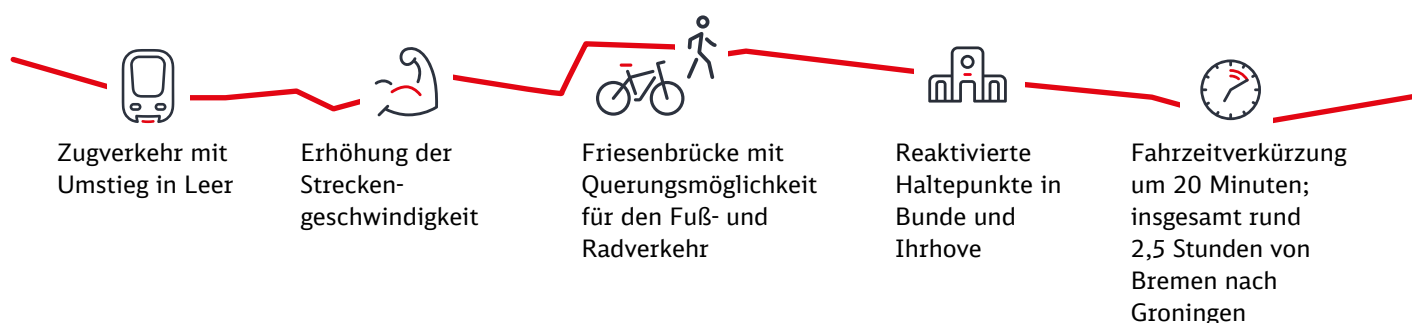 Zugverkehr mit
Umstieg in Leer
Erhöhung der
Strecken-
geschwindigkeit
Friesenbrücke mit
Querungsmöglichkeit
für den Fuß- und
Radverkehr
Reaktivierte
Haltepunkte in
Bunde und
Ihrhove
Fahrzeitverkürzung
um 20 Minuten;
insgesamt rund
2,5 Stunden von
Bremen nach
Groningen